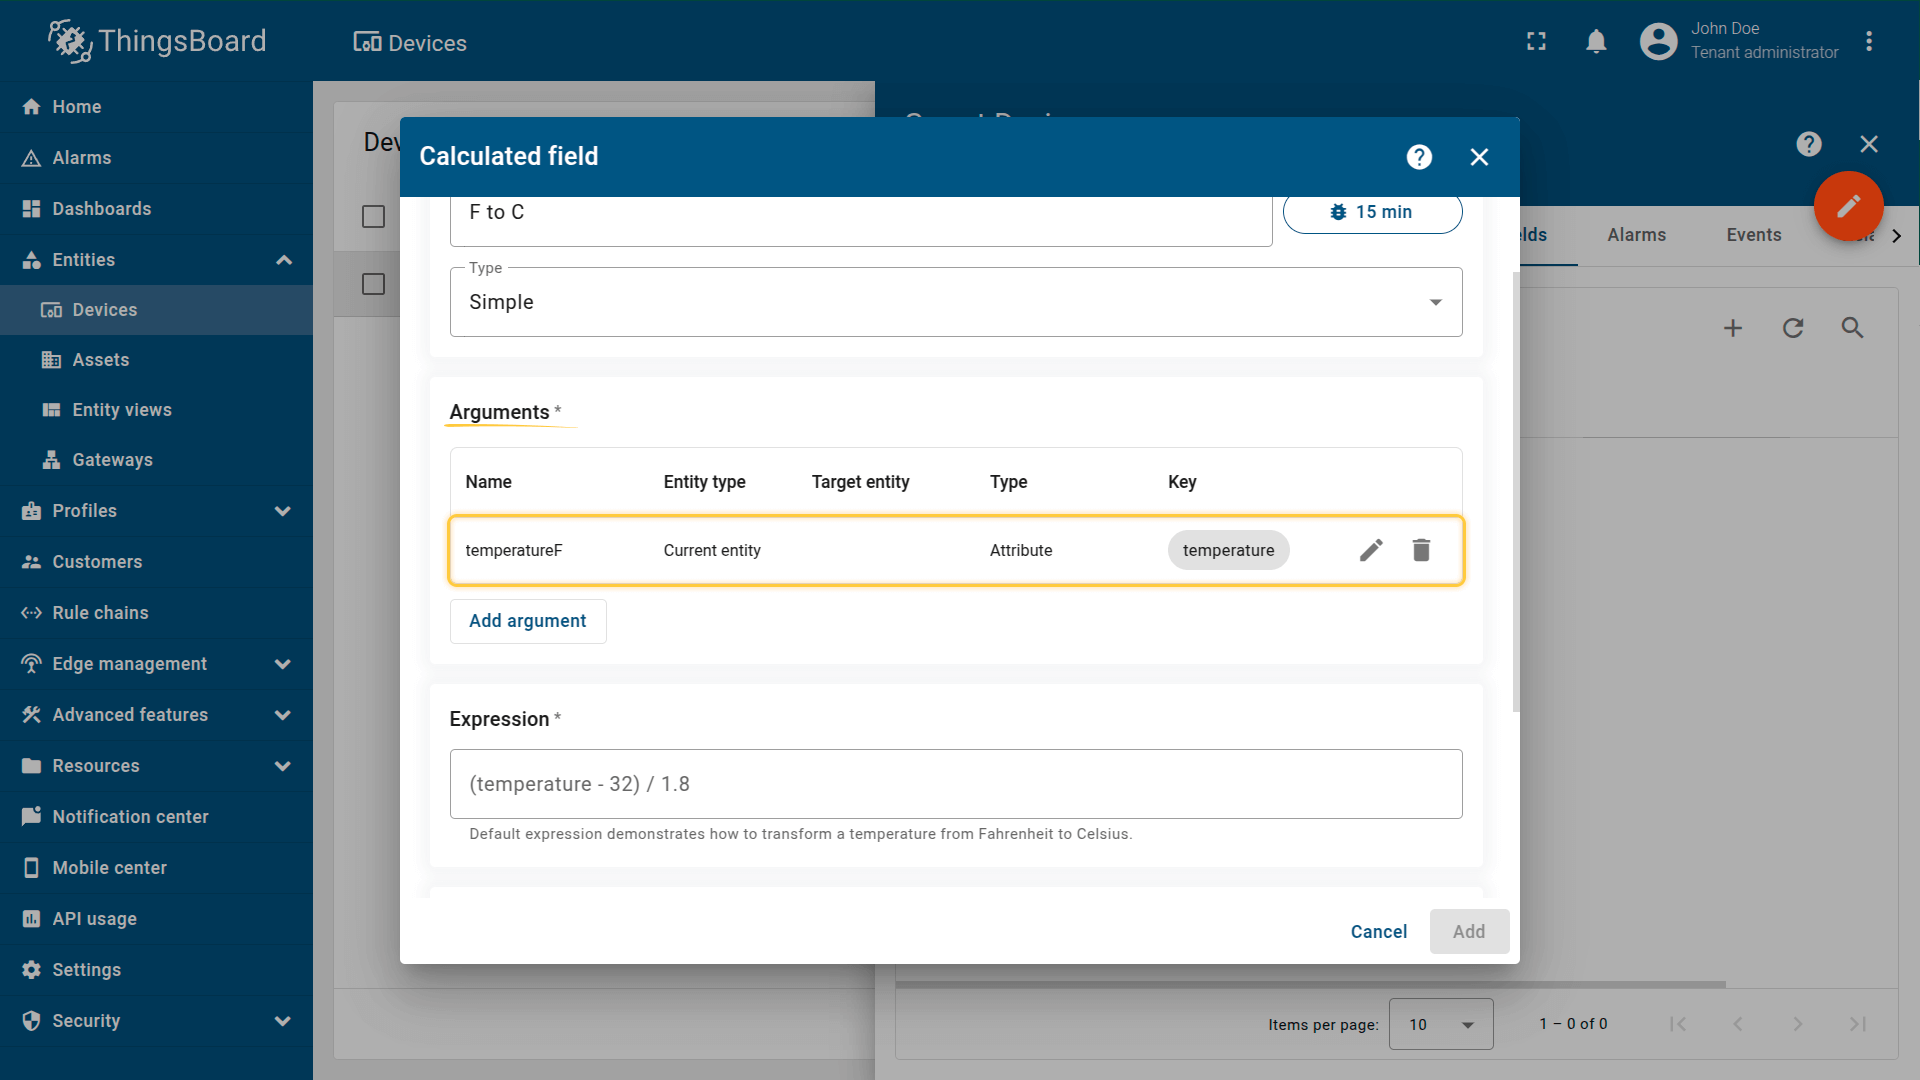 ThingsBoard
Devices
John Doe
Tenant administrator
Home
Alarms
Dashboards
Entities
Devices
Assets
Entity views
Gateways
Profiles
Customers
Rule chains
Edge management
Advanced features
Resources
Notification center
Mobile center
API usage
Settings
Security
Calculated field
F to C
15 min
Type
Simple
Arguments *
Name Entity type Target entity Type Key
temperatureF Current entity Attribute temperature
Add argument
Expression *
(temperature - 32) / 1.8
Default expression demonstrates how to transform a temperature from Fahrenheit to Celsius.
Cancel Add
Alarms Events
Items per page: 10 1 – 0 of 0